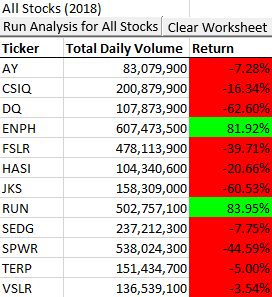 All Stocks (2018)
Run Analysis for All Stocks Clear Worksheet
Ticker Total Daily Volume Return
AY 83,079,900 -7.28%
CSIQ 200,879,900 -16.34%
DQ 107,873,900 -62.60%
ENPH 607,473,500 81.92%
FSLR 478,113,900 -39.71%
HASI 104,340,600 -20.66%
JKS 158,309,000 -60.53%
RUN 502,757,100 83.95%
SEDG 237,212,300 -7.75%
SPWR 538,024,300 -44.59%
TERP 151,434,700 -5.00%
VSLR 136,539,100 -3.54%